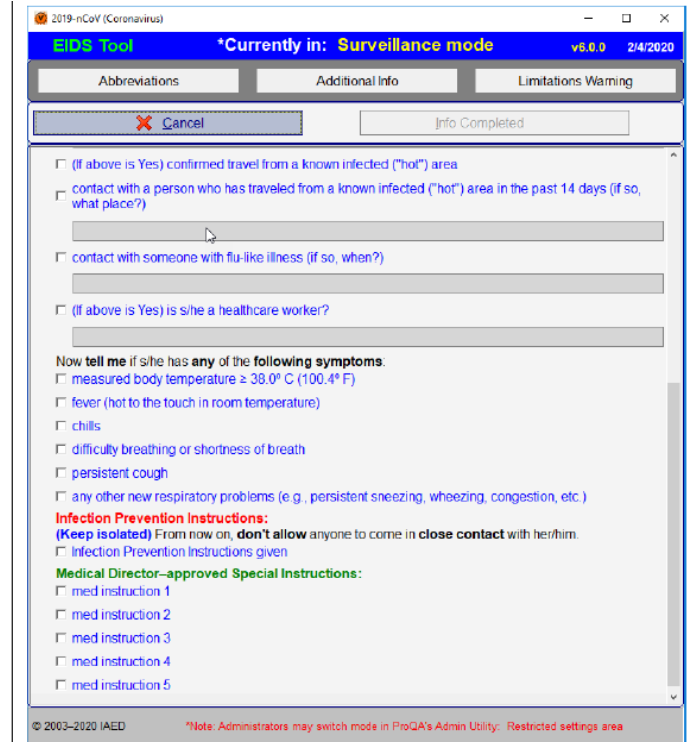 2019-nCoV (Coronavirus)
EIDS Tool *Currently in: Surveillance mode v6.0.0 2/4/2020
Abbreviations Additional Info Limitations Warning
Cancel Info Completed
(If above is Yes) confirmed travel from a known infected ("hot") area
contact with a person who has traveled from a known infected ("hot") area in the past 14 days (if so,
what place?)
contact with someone with flu-like illness (if so, when?)
(If above is Yes) is s/he a healthcare worker?
Now tell me if s/he has any of the following symptoms:
measured body temperature ≥ 38.0º C (100.4º F)
fever (hot to the touch in room temperature)
chills
difficulty breathing or shortness of breath
persistent cough
any other new respiratory problems (e.g., persistent sneezing, wheezing, congestion, etc.)
Infection Prevention Instructions:
(Keep isolated) From now on, don't allow anyone to come in close contact with her/him.
Infection Prevention Instructions given
Medical Director–approved Special Instructions:
med instruction 1
med instruction 2
med instruction 3
med instruction 4
med instruction 5
© 2003–2020 IAED *Note: Administrators may switch mode in ProQA's Admin Utility: Restricted settings area